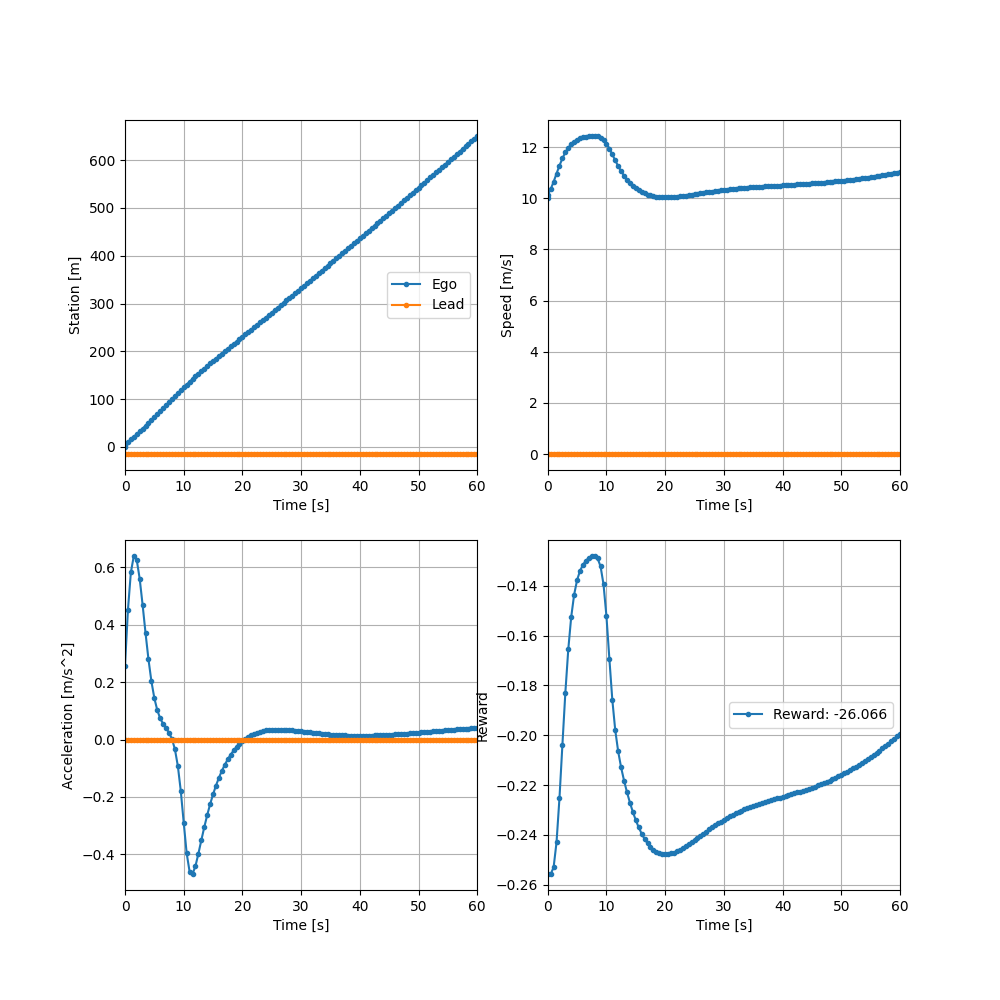 600
500
400
300
200
100
0
Station [m]
Ego
Lead
0 10 20 30 40 50 60
Time [s]
12
10
8
6
4
2
0
Speed [m/s]
0 10 20 30 40 50 60
Time [s]
0.6
0.4
0.2
0.0
−0.2
−0.4
Acceleration [m/s^2]
0 10 20 30 40 50 60
Time [s]
−0.14
−0.16
−0.18
−0.20
−0.22
−0.24
−0.26
Reward
Reward: -26.066
0 10 20 30 40 50 60
Time [s]